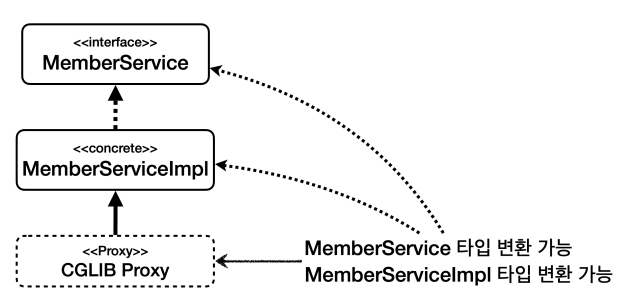 <<interface>>
MemberService
<<concrete>>
MemberServiceImpl
<<Proxy>>
CGLIB Proxy
MemberService 타입 변환 가능
MemberServiceImpl 타입 변환 가능